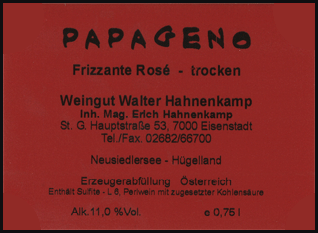 PAPAGENO
Frizzante Rosé - trocken
Weingut Walter Hahnenkamp
Inh. Mag. Erich Hahnenkamp
St. G. Hauptstraße 53, 7000 Eisenstadt
Tel./Fax. 02682/66700
Neusiedlersee - Hügelland
Erzeugerabfüllung Österreich
Enthält Sulfite - L 6, Perlwein mit zugesetzter Kohlensäure
Alk.11,0 %Vol. e 0,75 l